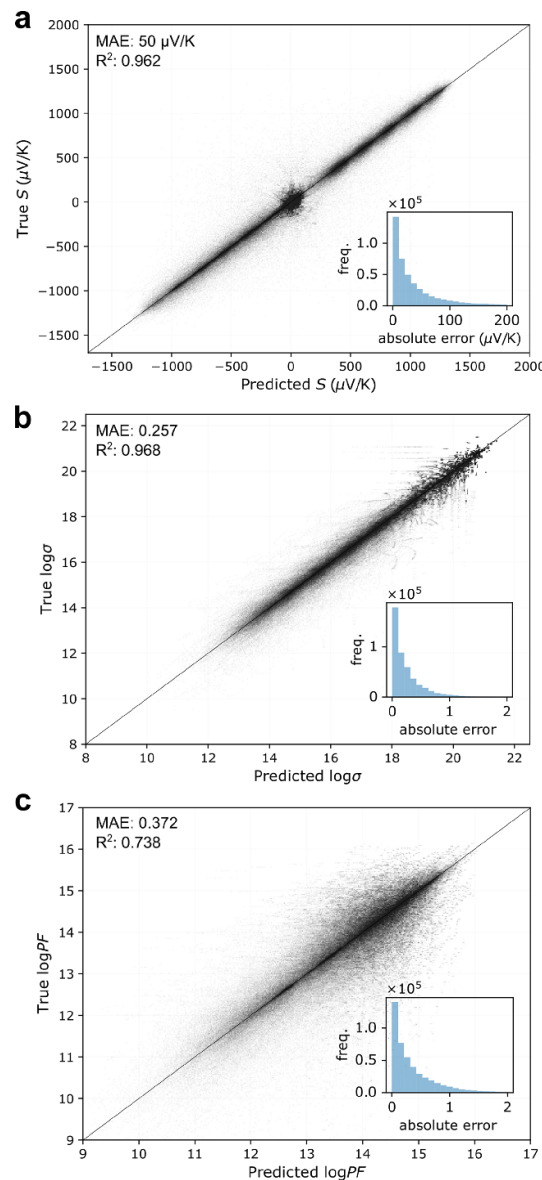 a
MAE: 50 μV/K
R²: 0.962
True S (μV/K)
2000
1500
1000
500
0
−500
−1000
−1500
×10⁵
freq.
1.0
0.5
0.0
0 100 200
absolute error (μV/K)
−1500 −1000 −500 0 500 1000 1500 2000
Predicted S (μV/K)
b
MAE: 0.257
R²: 0.968
True logσ
22
20
18
16
14
12
10
8
×10⁵
freq.
1
0
0 1 2
absolute error
8 10 12 14 16 18 20 22
Predicted logσ
c
MAE: 0.372
R²: 0.738
True logPF
17
16
15
14
13
12
11
10
9
×10⁵
freq.
1.0
0.5
0.0
0 1 2
absolute error
9 10 11 12 13 14 15 16 17
Predicted logPF